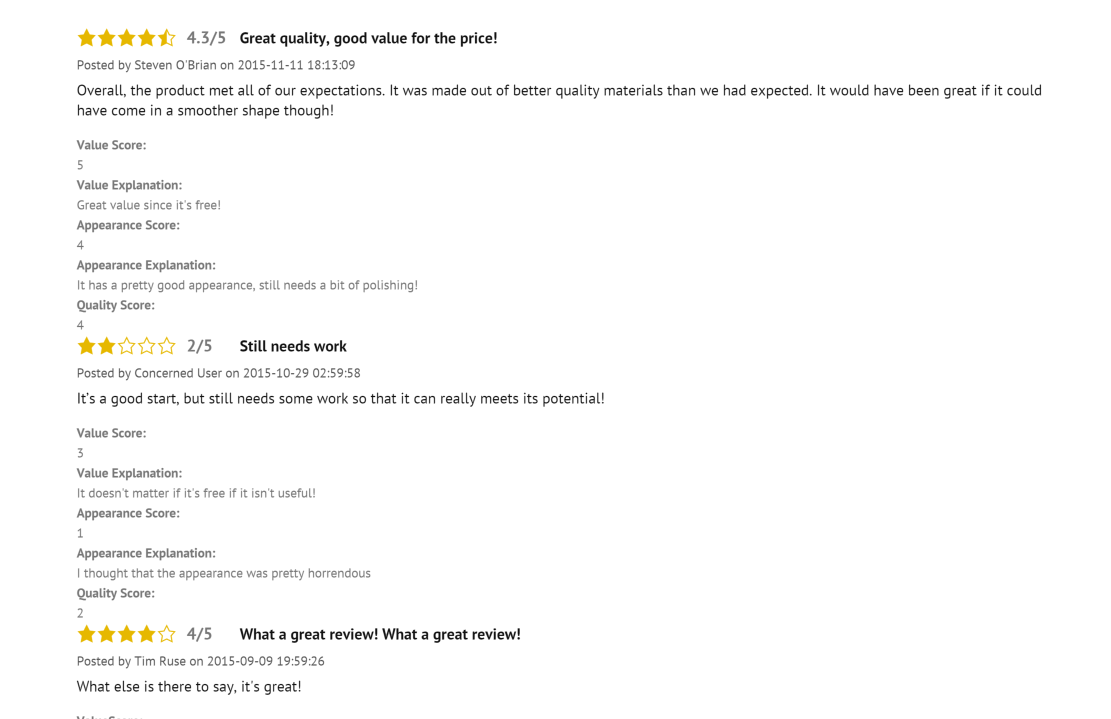 4.3/5 Great quality, good value for the price!
Posted by Steven O'Brian on 2015-11-11 18:13:09
Overall, the product met all of our expectations. It was made out of better quality materials than we had expected. It would have been great if it could
have come in a smoother shape though!
Value Score:
5
Value Explanation:
Great value since it's free!
Appearance Score:
4
Appearance Explanation:
It has a pretty good appearance, still needs a bit of polishing!
Quality Score:
4
2/5 Still needs work
Posted by Concerned User on 2015-10-29 02:59:58
It's a good start, but still needs some work so that it can really meets its potential!
Value Score:
3
Value Explanation:
It doesn't matter if it's free if it isn't useful!
Appearance Score:
1
Appearance Explanation:
I thought that the appearance was pretty horrendous
Quality Score:
2
4/5 What a great review! What a great review!
Posted by Tim Ruse on 2015-09-09 19:59:26
What else is there to say, it's great!